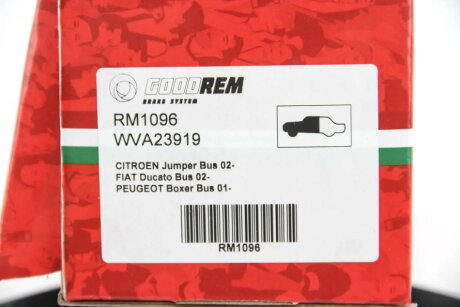 GOODREM
BRAKE SYSTEM
RM1096
WVA23919
CITROEN Jumper Bus 02-
FIAT Ducato Bus 02-
PEUGEOT Boxer Bus 01-
RM1096